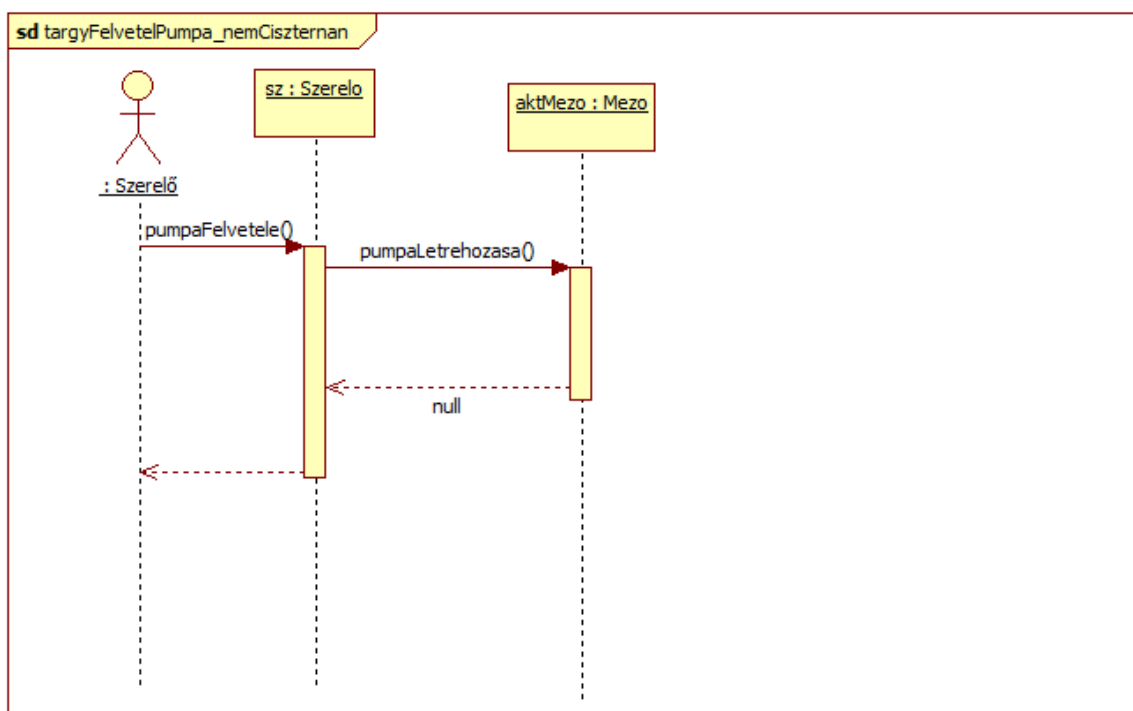 sd targyFelvetelPumpa_nemCiszternan
sz : Szerelo
aktMezo : Mezo
: Szerelő
pumpaFelvetele()
pumpaLetrehozasa()
null